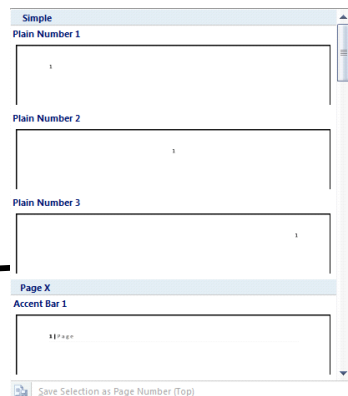 Simple
Plain Number 1
1
Plain Number 2
1
Plain Number 3
1
Page X
Accent Bar 1
1|Page
Save Selection as Page Number (Top)